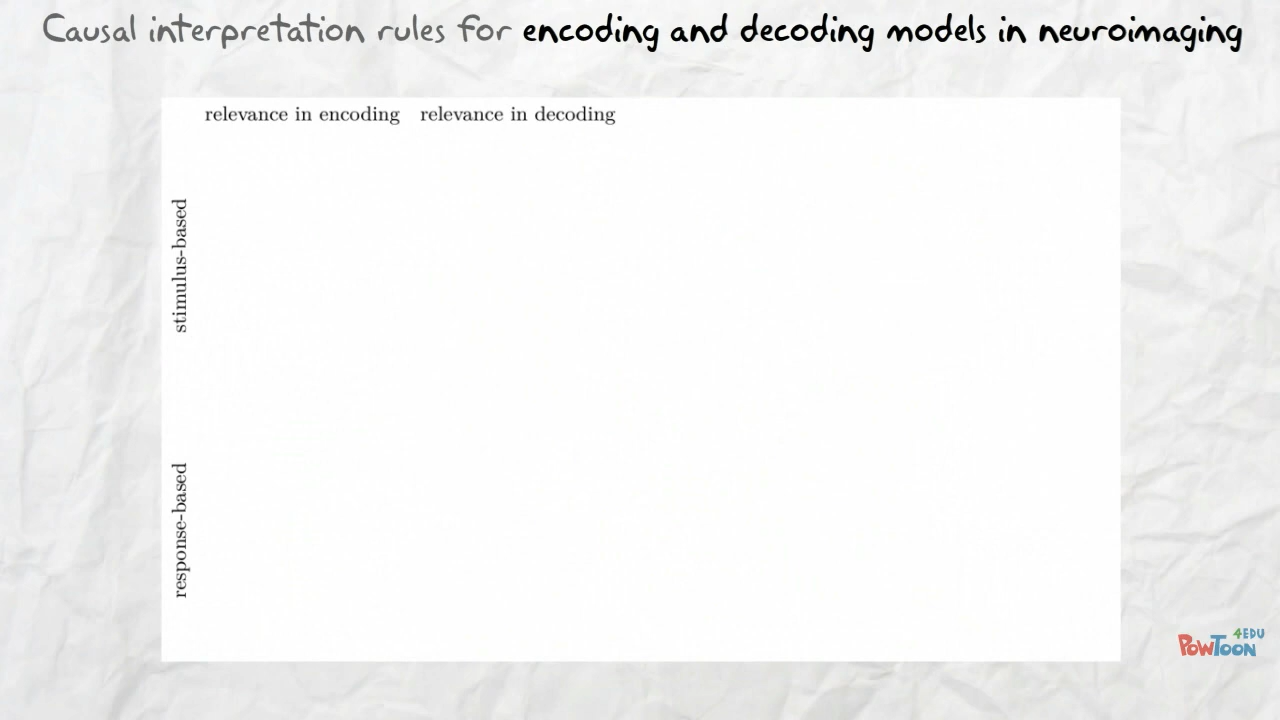 Causal interpretation rules for encoding and decoding models in neuroimaging
relevance in encoding relevance in decoding
stimulus-based
response-based
POWTOON 4EDU